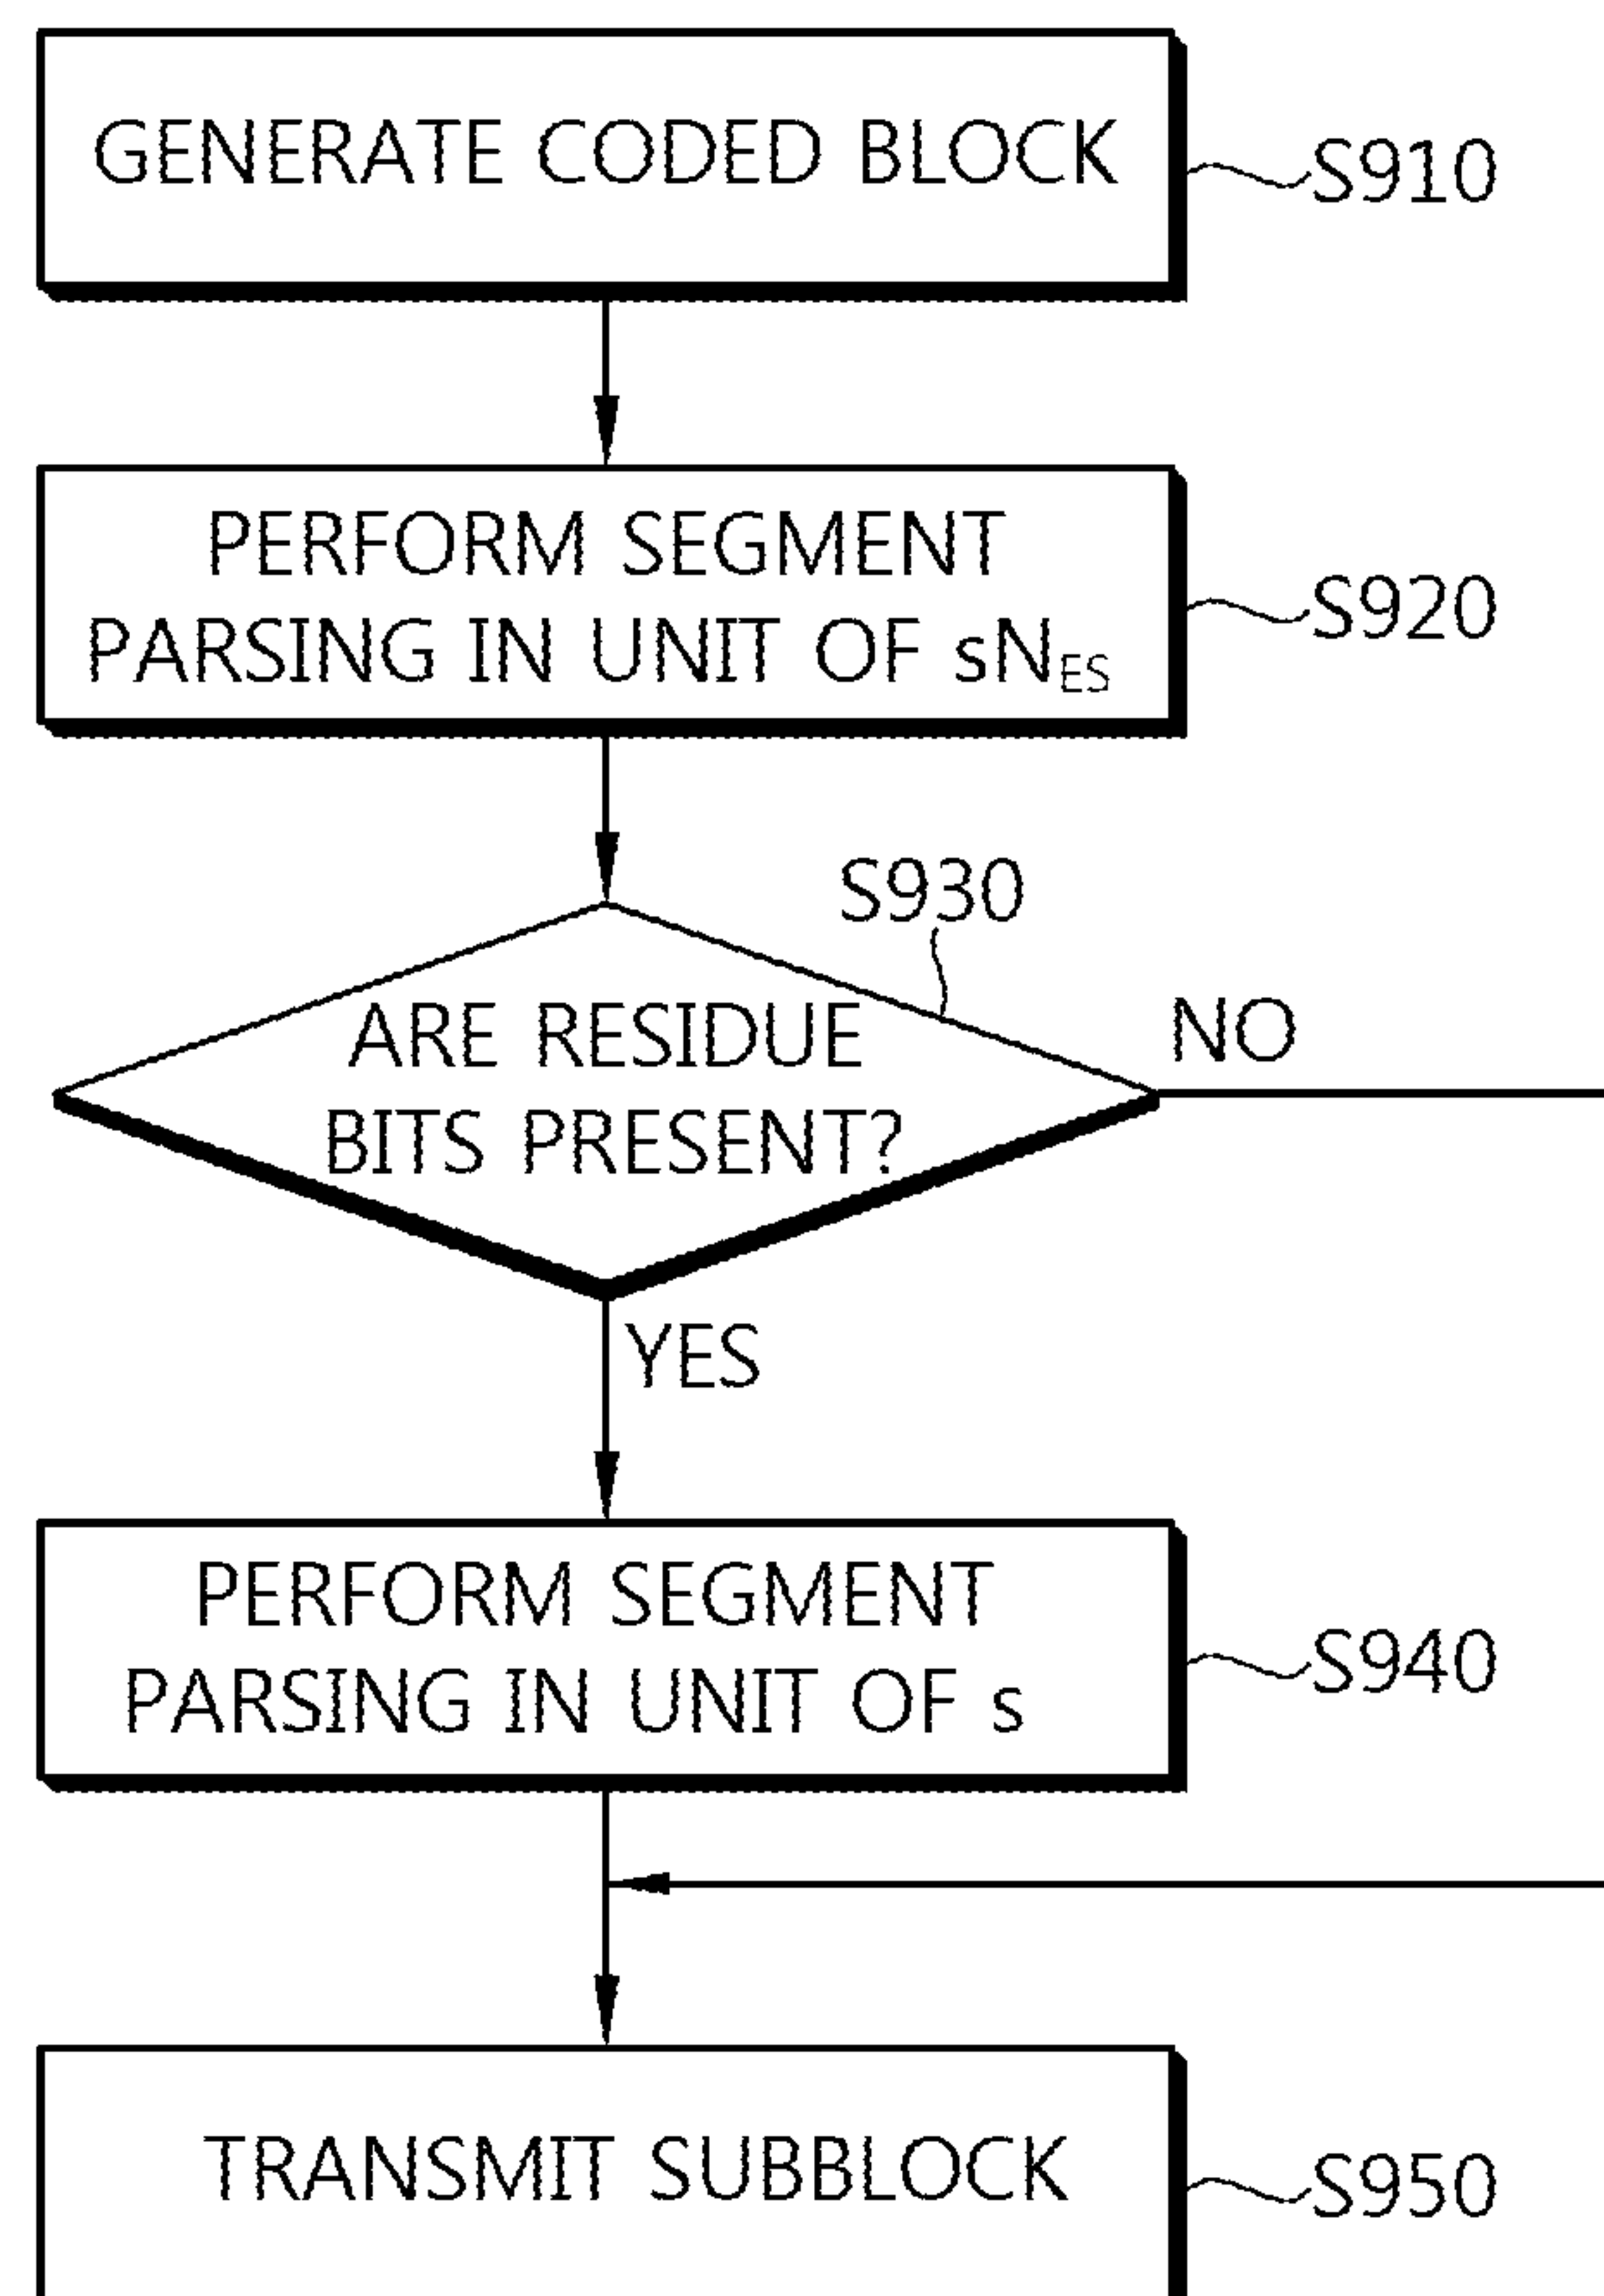 GENERATE CODED BLOCK
S910
PERFORM SEGMENT
PARSING IN UNIT OF sNES
S920
S930
ARE RESIDUE
BITS PRESENT?
NO
YES
PERFORM SEGMENT
PARSING IN UNIT OF s
S940
TRANSMIT SUBBLOCK
S950